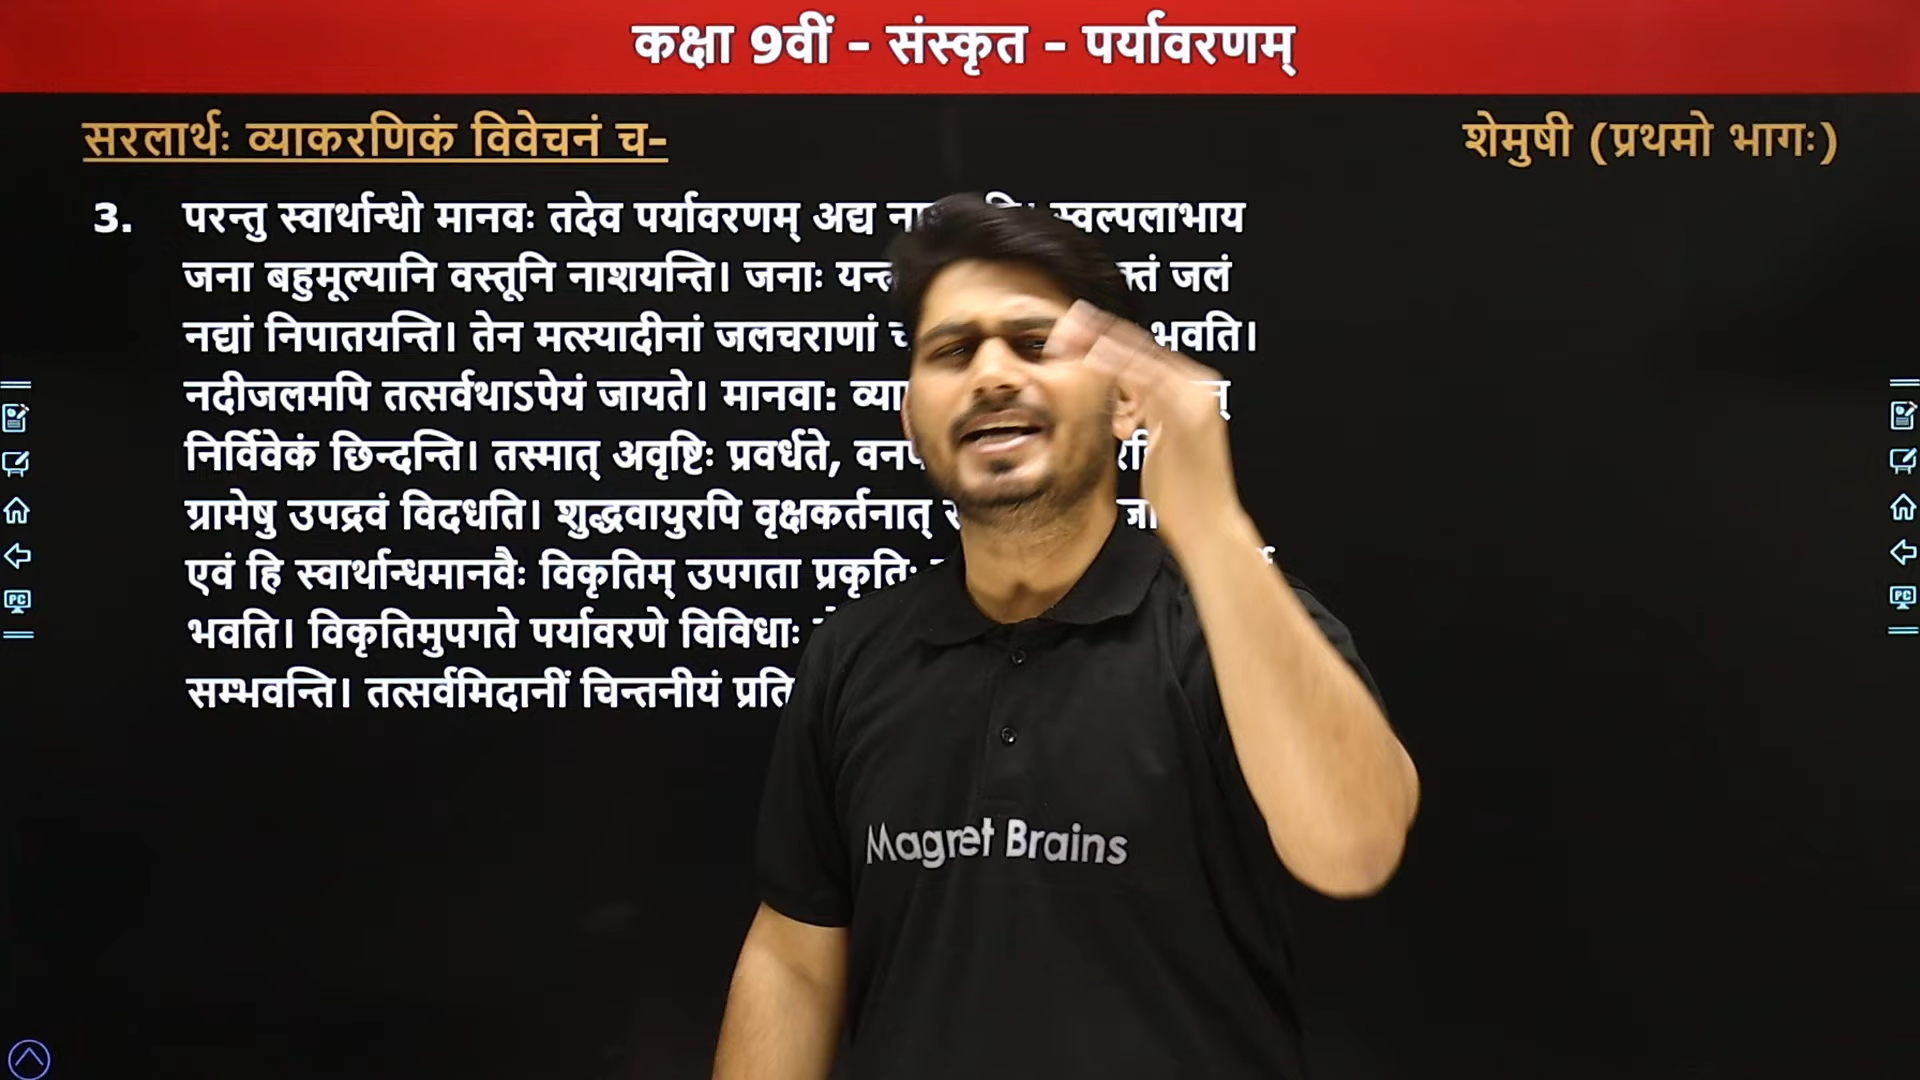 कक्षा 9वीं - संस्कृत - पर्यावरणम्
सरलार्थः व्याकरणिकं विवेचनं च-
शेमुषी (प्रथमो भागः)
3. परन्तु स्वार्थान्धो मानवः तदेव पर्यावरणम् अद्य स्वल्पलाभाय
जना बहुमूल्यानि वस्तूनि नाशयन्ति। जनाः जलं
नद्यां निपातयन्ति। तेन मत्स्यादीनां जलचराणां भवति।
नदीजलमपि तत्सर्वथाऽपेयं जायते। मानवा:
निर्विवेकं छिन्दन्ति। तस्मात् अवृष्टिः प्रवर्धते,
ग्रामेषु उपद्रवं विदधति। शुद्धवायुरपि वृक्षकर्तनात्
एवं हि स्वार्थान्धमानवैः विकृतिम् उपगता प्रकृतिः
भवति। विकृतिमुपगते पर्यावरणे विविधाः
सम्भवन्ति। तत्सर्वमिदानीं चिन्तनीयं
Magnet Brains
PC
PC